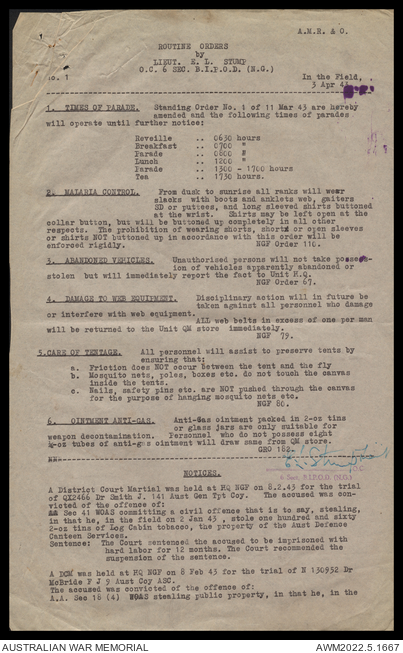 A.M.R. & O.
ROUTINE ORDERS
by
LIEUT. E. L. STUMP
O.C. 6 SEC. B.I.P.O.D. (N.G.)
No. 1 In the Field,
3 Apr 43
1. TIMES OF PARADE. Standing Order No. 1 of 11 Mar 43 are hereby
amended and the following times of parades
will operate until further notice:
Reveille .. 0630 hours
Breakfast .. 0700 "
Parade .. 0800 "
Lunch .. 1200 "
Parade .. 1300 - 1700 hours
Tea .. 1730 hours.
2. MALARIA CONTROL. From dusk to sunrise all ranks will wear
slacks with boots and anklets web, gaiters
SD or puttees, and long sleeved shirts buttoned
at the wrist. Shirts may be left open at the
collar button, but will be buttoned up completely in all other
respects. The prohibition of wearing shorts, shorts or open sleeves
or shirts NOT buttoned up in accordance with this order will be
enforced rigidly. NGF Order 110.
3. ABANDONED VEHICLES. Unauthorised persons will not take possess-
ion of vehicles apparently abandoned or
stolen but will immediately report the fact to Unit H.Q.
NGF Order 67.
4. DAMAGE TO WEB EQUIPMENT. Disciplinary action will in future be
taken against all personnel who damage
or interfere with web equipment.
ALL web belts in excess of one per man
will be returned to the Unit QM store immediately.
NGF 79.
5. CARE OF TENTAGE. All personnel will assist to preserve tents by
ensuring that:
a. Friction does NOT occur between the tent and the fly
b. Mosquito nets, poles, boxes etc. do not touch the canvas
inside the tents.
c. Nails, safety pins etc. are NOT pushed through the canvas
for the purpose of hanging mosquito nets etc.
NGF 80.
6. OINTMENT ANTI-GAS. Anti-Gas ointment packed in 2-oz tins
or glass jars are only suitable for
weapon decontamination. Personnel who do not possess eight
½-oz tubes of anti-gas ointment will draw same from QM store.
GRO 152.
E L Stump Lt
6 Sec. B.I.P.O.D. (N.G.)
NOTICES.
A District Court Martial was held at HQ NGF on 8.2.43 for the trial
of QX2466 Dr Smith J. 141 Aust Gen Tpt Coy. The accused was con-
victed of the offence of:
AA Sec 41 WOAS committing a civil offence that is to say, stealing,
in that he, in the field on 2 Jan 43 , stole one hundred and sixty
2-oz tins of Log Cabin tobacco, the property of the Aust Defence
Canteen Services.
Sentence: The Court sentenced the accused to be imprisoned with
hard labor for 12 months. The Court recommended the
suspension of the sentence.
A DCM was held at HQ NGF on 8 Feb 43 for the trial of N 130952 Dr
McBride F J 9 Aust Coy ASC.
The accused was convicted of the offence of:
A.A. Sec 18 (4) WOAS stealing public property, in that he, in the
AUSTRALIAN WAR MEMORIAL AWM2022.5.1667